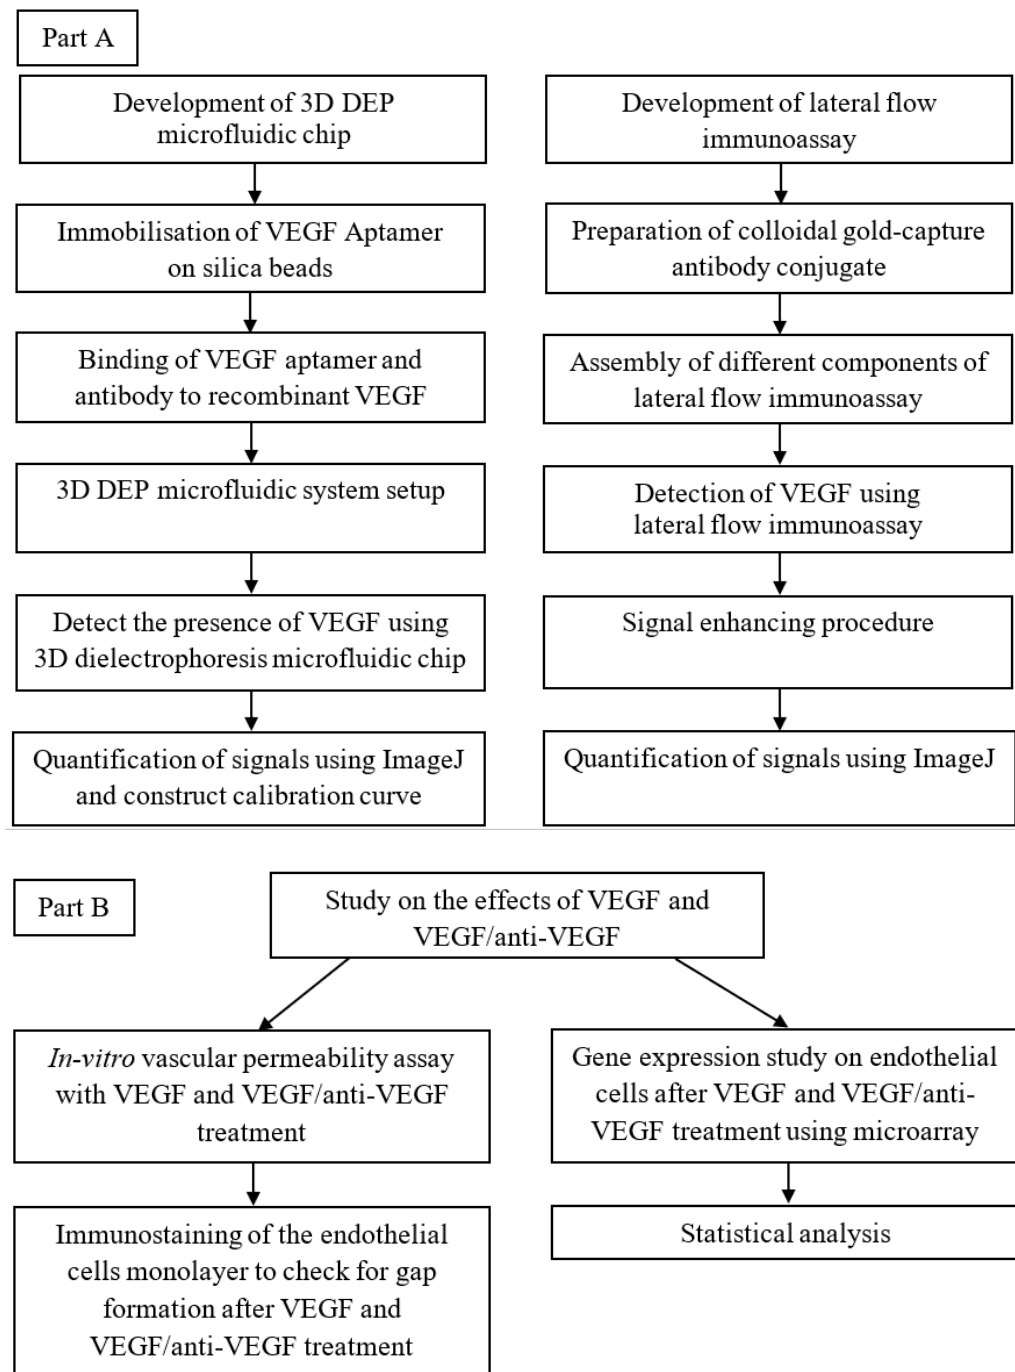 Part A
Development of 3D DEP
microfluidic chip
Immobilisation of VEGF Aptamer
on silica beads
Binding of VEGF aptamer and
antibody to recombinant VEGF
3D DEP microfluidic system setup
Detect the presence of VEGF using
3D dielectrophoresis microfluidic chip
Quantification of signals using ImageJ
and construct calibration curve
Development of lateral flow
immunoassay
Preparation of colloidal gold-capture
antibody conjugate
Assembly of different components of
lateral flow immunoassay
Detection of VEGF using
lateral flow immunoassay
Signal enhancing procedure
Quantification of signals using ImageJ
Part B
Study on the effects of VEGF and
VEGF/anti-VEGF
In-vitro vascular permeability assay
with VEGF and VEGF/anti-VEGF
treatment
Immunostaining of the endothelial
cells monolayer to check for gap
formation after VEGF and
VEGF/anti-VEGF treatment
Gene expression study on endothelial
cells after VEGF and VEGF/anti-
VEGF treatment using microarray
Statistical analysis